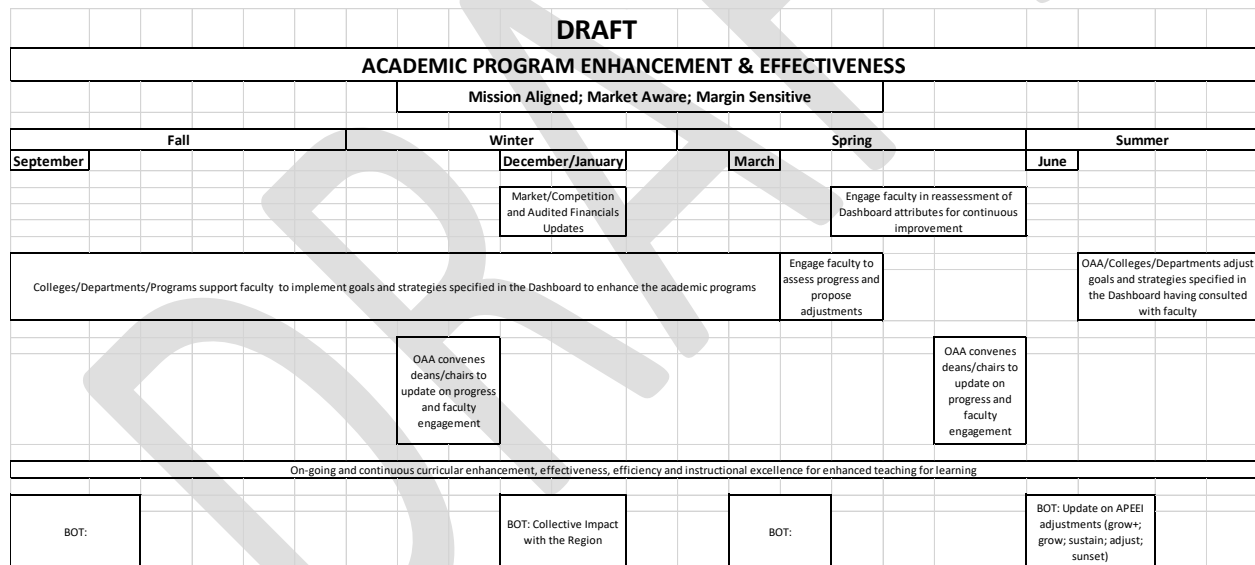 DRAFT
ACADEMIC PROGRAM ENHANCEMENT & EFFECTIVENESS
Mission Aligned; Market Aware; Margin Sensitive
Fall Winter Spring Summer
September December/January March June
Market/Competition
and Audited Financials
Updates
Engage faculty in reassessment of
Dashboard attributes for continuous
improvement
Colleges/Departments/Programs support faculty to implement goals and strategies specified in the Dashboard to enhance the academic programs
Engage faculty to
assess progress and
propose
adjustments
OAA/Colleges/Departments adjust
goals and strategies specified in
the Dashboard having consulted
with faculty
OAA convenes
deans/chairs to
update on progress
and faculty
engagement
OAA convenes
deans/chairs to
update on
progress and
faculty
engagement
On-going and continuous curricular enhancement, effectiveness, efficiency and instructional excellence for enhanced teaching for learning
BOT:
BOT: Collective Impact
with the Region
BOT:
BOT: Update on APEEI
adjustments (grow+;
grow; sustain; adjust;
sunset)
DRAF